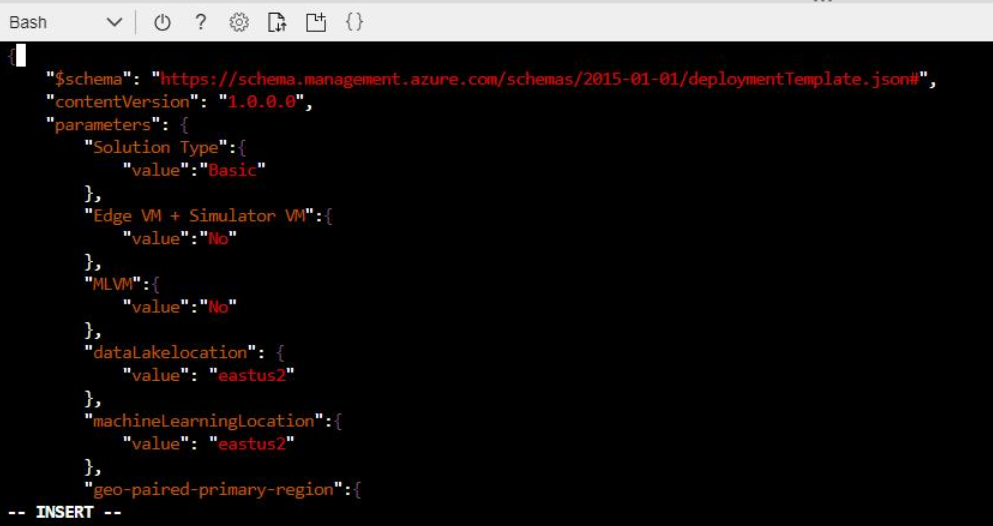 Bash
{
"$schema": "https://schema.management.azure.com/schemas/2015-01-01/deploymentTemplate.json#",
"contentVersion": "1.0.0.0",
"parameters": {
"Solution Type":{
"value":"Basic"
},
"Edge VM + Simulator VM":{
"value":"No"
},
"MLVM":{
"value":"No"
},
"dataLakelocation": {
"value": "eastus2"
},
"machineLearningLocation":{
"value": "eastus2"
},
"geo-paired-primary-region":{
-- INSERT --